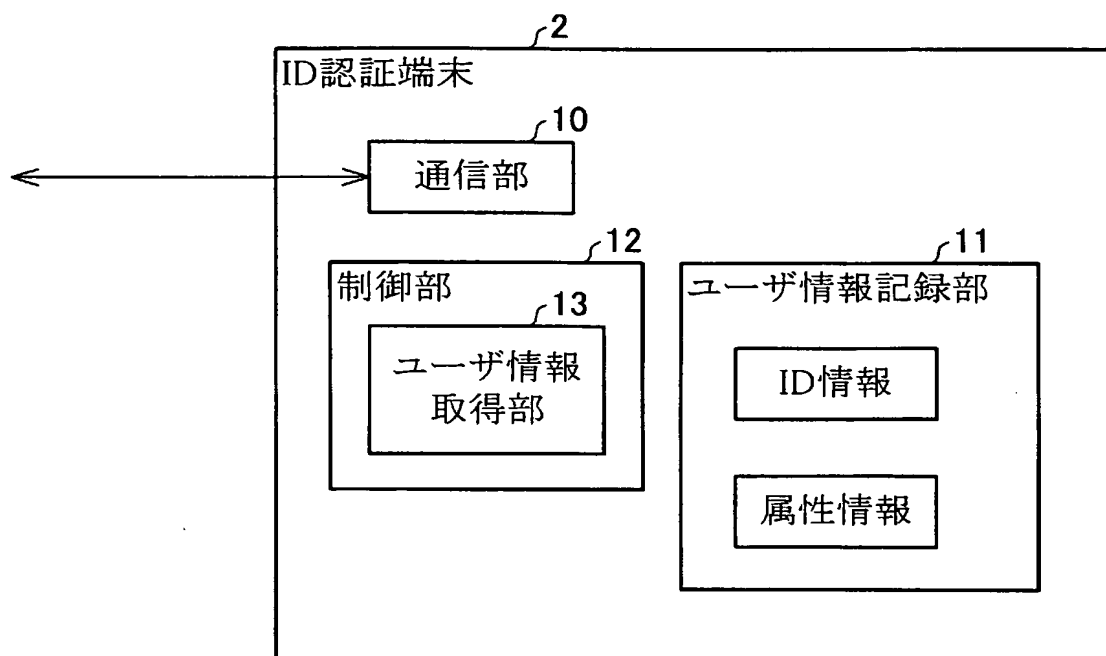 2
ID認証端末
10
通信部
12
制御部
13
ユーザ情報
取得部
11
ユーザ情報記録部
ID情報
属性情報